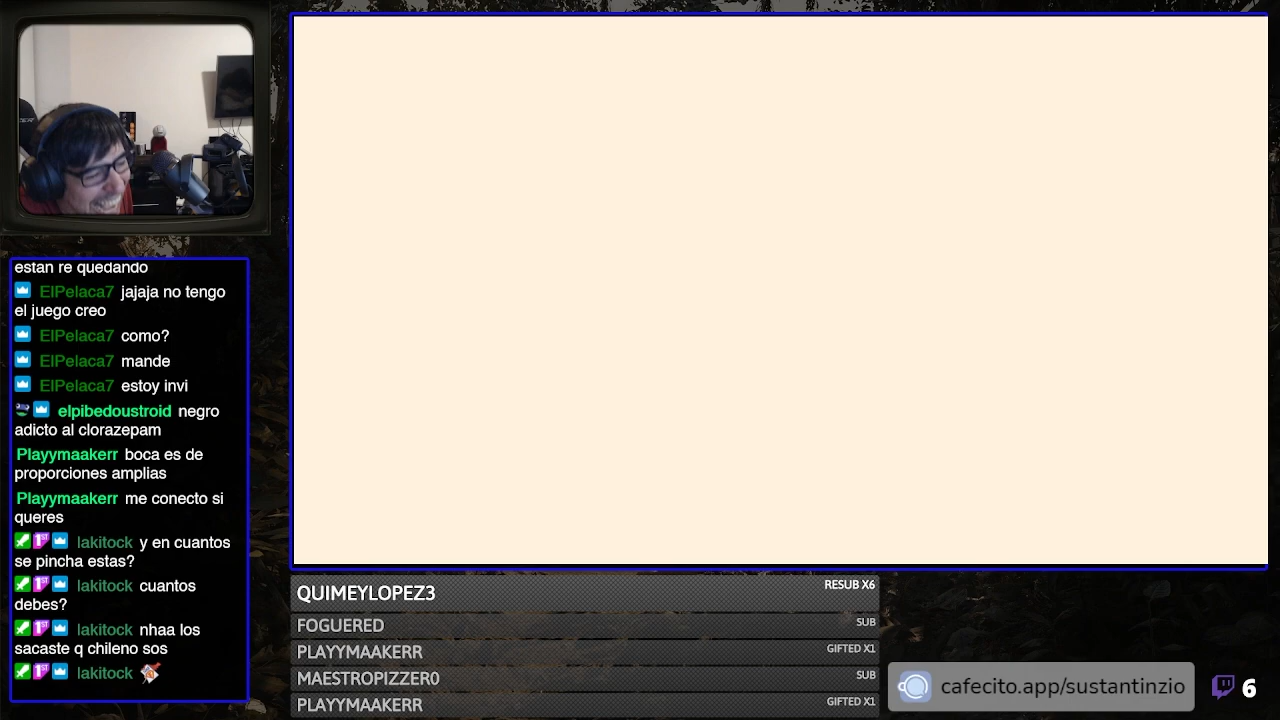 estan re quedando
ElPelaca7 jajaja no tengo
el juego creo
ElPelaca7 como?
ElPelaca7 mande
ElPelaca7 estoy invi
elpibedoustroid negro
adicto al clorazepam
Playymaakerr boca es de
proporciones amplias
Playymaakerr me conecto si
queres
lakitock y en cuantos
se pincha estas?
lakitock cuantos
debes?
lakitock nhaa los
sacaste q chileno sos
lakitock
QUIMEYLOPEZ3 RESUB X6
FOGUERED SUB
PLAYYMAAKERR GIFTED X1
MAESTROPIZZER0 SUB
PLAYYMAAKERR GIFTED X1
cafecito.app/sustantinzio
6